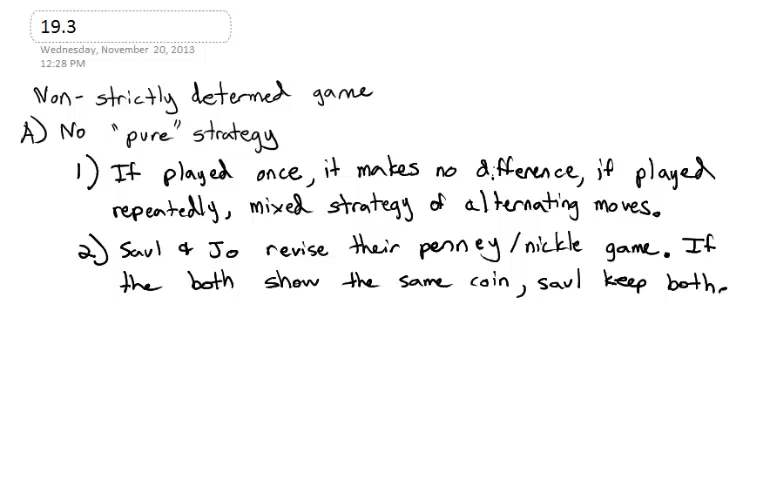 19.3
Wednesday, November 20, 2013
12:28 PM
Non-strictly determed game
A) No "pure" strategy
1) If played once, it makes no difference, if played
repeatedly, mixed strategy of alternating moves.
2) Saul & Jo revise their penney/nickle game. If
the both show the same coin, saul keep both.